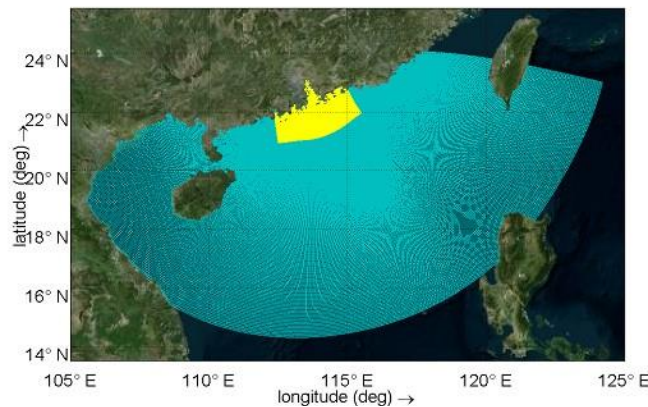 24° N
22° N
20° N
18° N
16° N
14° N
latitude (deg) →
105° E
110° E
115° E
120° E
125° E
longitude (deg) →